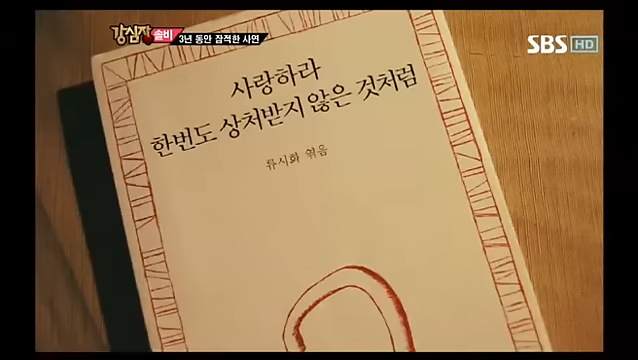 강심장 솔비 3년 동안 잠적한 사연
SBS HD
사랑하라
한번도 상처받지 않은 것처럼
류시화 엮음